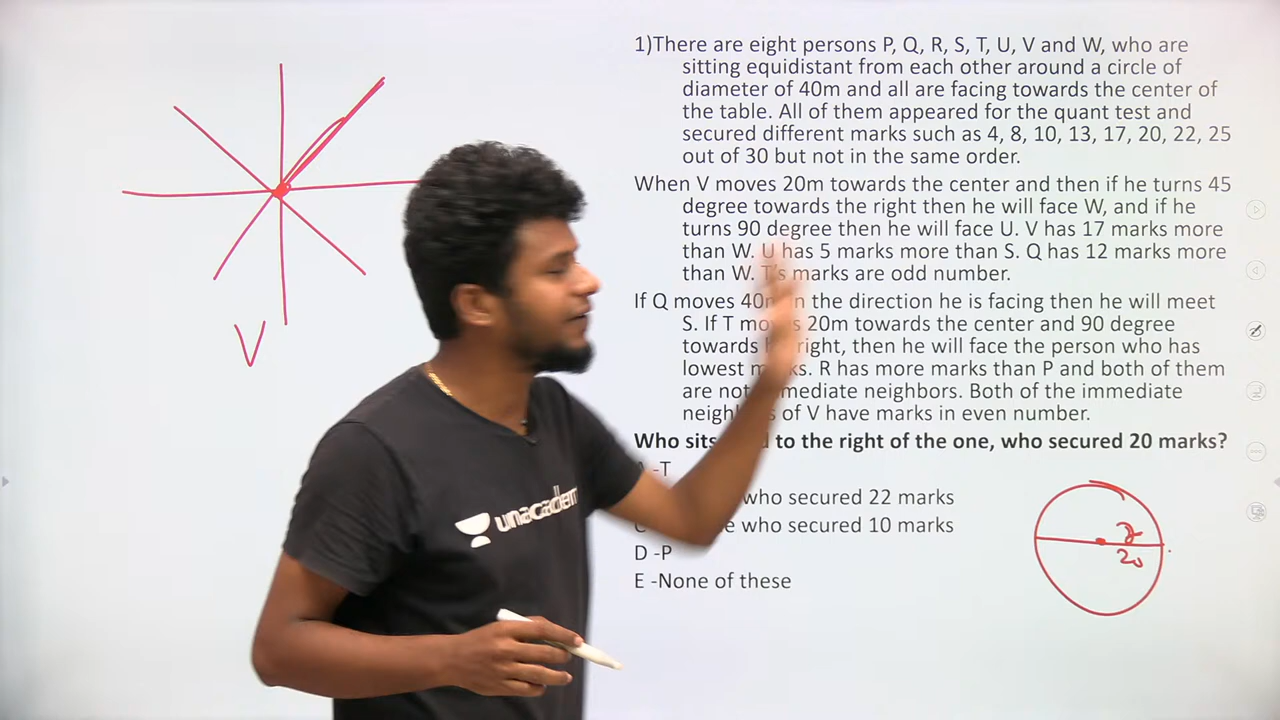 1)There are eight persons P, Q, R, S, T, U, V and W, who are
sitting equidistant from each other around a circle of
diameter of 40m and all are facing towards the center of
the table. All of them appeared for the quant test and
secured different marks such as 4, 8, 10, 13, 17, 20, 22, 25
out of 30 but not in the same order.
When V moves 20m towards the center and then if he turns 45
degree towards the right then he will face W, and if he
turns 90 degree then he will face U. V has 17 marks more
than W. U has 5 marks more than S. Q has 12 marks more
than W. T's marks are odd number.
If Q moves in the direction he is facing then he will meet
S. If T 20m towards the center and 90 degree
towards right, then he will face the person who has
lowest R has more marks than P and both of them
are not neighbors. Both of the immediate
of V have marks in even number.
Who to the right of the one, who secured 20 marks?
-T
who secured 22 marks
who secured 10 marks
D -P
E -None of these
V
20
unacadem